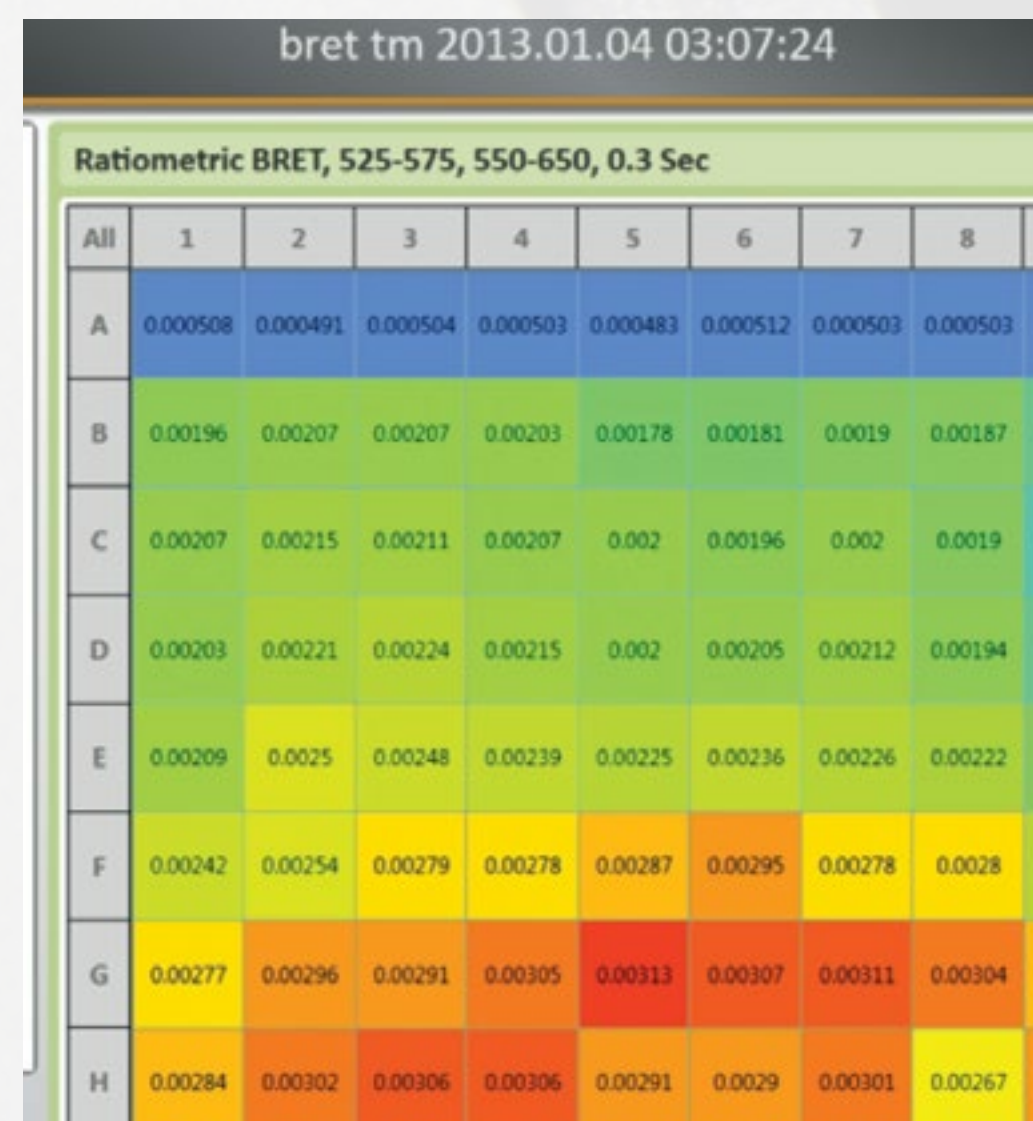 bret tm 2013.01.04 03:07:24
Ratiometric BRET, 525-575, 550-650, 0.3 Sec
All 1 2 3 4 5 6 7 8
A 0.000508 0.000491 0.000504 0.000503 0.000483 0.000512 0.000503 0.000503
B 0.00196 0.00207 0.00207 0.00203 0.00178 0.00181 0.0019 0.00187
C 0.00207 0.00215 0.00211 0.00207 0.002 0.00196 0.002 0.0019
D 0.00203 0.00221 0.00224 0.00215 0.002 0.00205 0.00212 0.00194
E 0.00209 0.0025 0.00248 0.00239 0.00225 0.00236 0.00226 0.00222
F 0.00242 0.00254 0.00279 0.00278 0.00287 0.00295 0.00278 0.0028
G 0.00277 0.00296 0.00291 0.00305 0.00313 0.00307 0.00311 0.00304
H 0.00284 0.00302 0.00306 0.00306 0.00291 0.0029 0.00301 0.00267